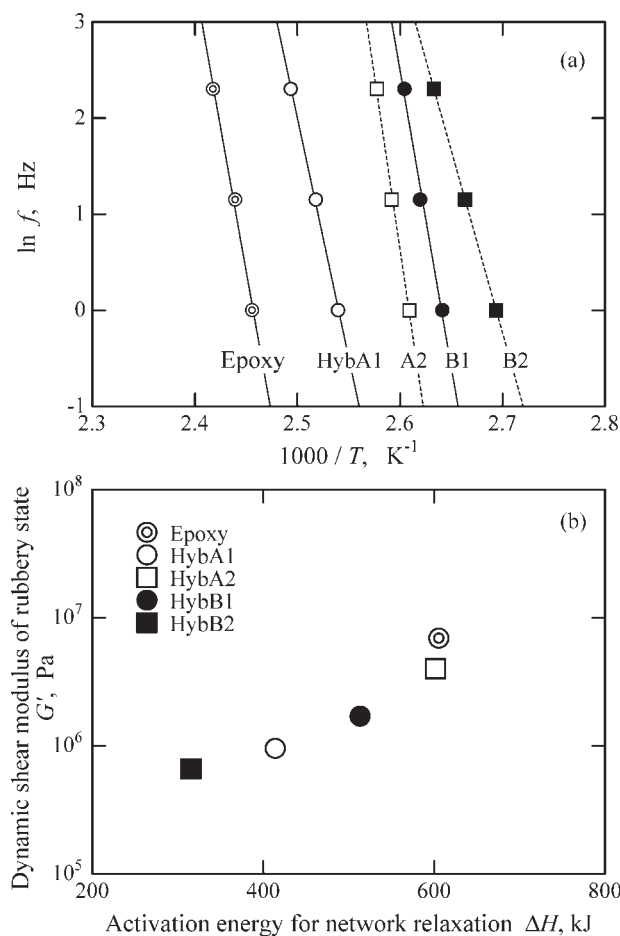 (a)
3
2
1
0
-1
ln f, Hz
Epoxy HybA1 A2 B1 B2
2.3 2.4 2.5 2.6 2.7 2.8
1000 / T, K⁻¹
(b)
10⁸
10⁷
10⁶
10⁵
Dynamic shear modulus of rubbery state
G', Pa
Epoxy
HybA1
HybA2
HybB1
HybB2
200 400 600 800
Activation energy for network relaxation ΔH, kJ